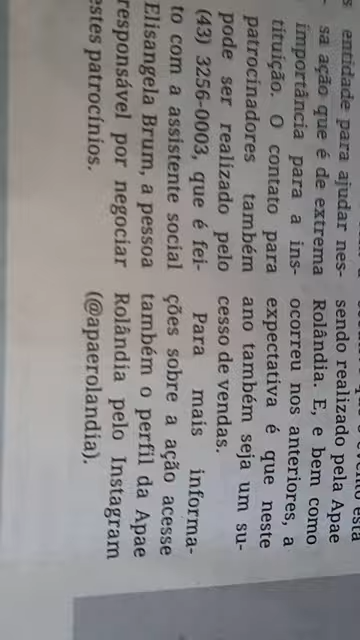 s entidade para ajudar nes-
sa ação que é de extrema
importância para a ins-
tituição. O contato para
patrocinadores também
pode ser realizado pelo
(43) 3256-0003, que é fei-
to com a assistente social
Elisangela Brum, a pessoa
responsável por negociar
estes patrocínios.
está
sendo realizado pela Apae
Rolândia. E, e bem como
ocorreu nos anteriores, a
expectativa é que neste
ano também seja um su-
cesso de vendas.
Para mais informa-
ções sobre a ação acesse
também o perfil da Apae
Rolândia pelo Instagram
(@apaerolandia).